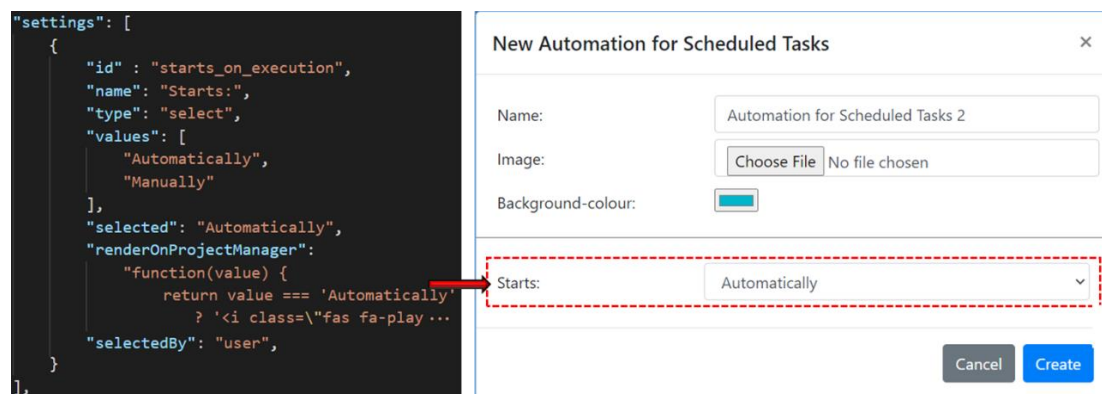 "settings": [
{
"id" : "starts_on_execution",
"name": "Starts:",
"type": "select",
"values": [
"Automatically",
"Manually"
],
"selected": "Automatically",
"renderOnProjectManager":
"function(value) {
return value === 'Automatically'
? '<i class=\"fas fa-play ...
"selectedBy": "user",
}
],
New Automation for Scheduled Tasks ×
Name: Automation for Scheduled Tasks 2
Image: Choose File No file chosen
Background-colour:
Starts: Automatically
Cancel Create